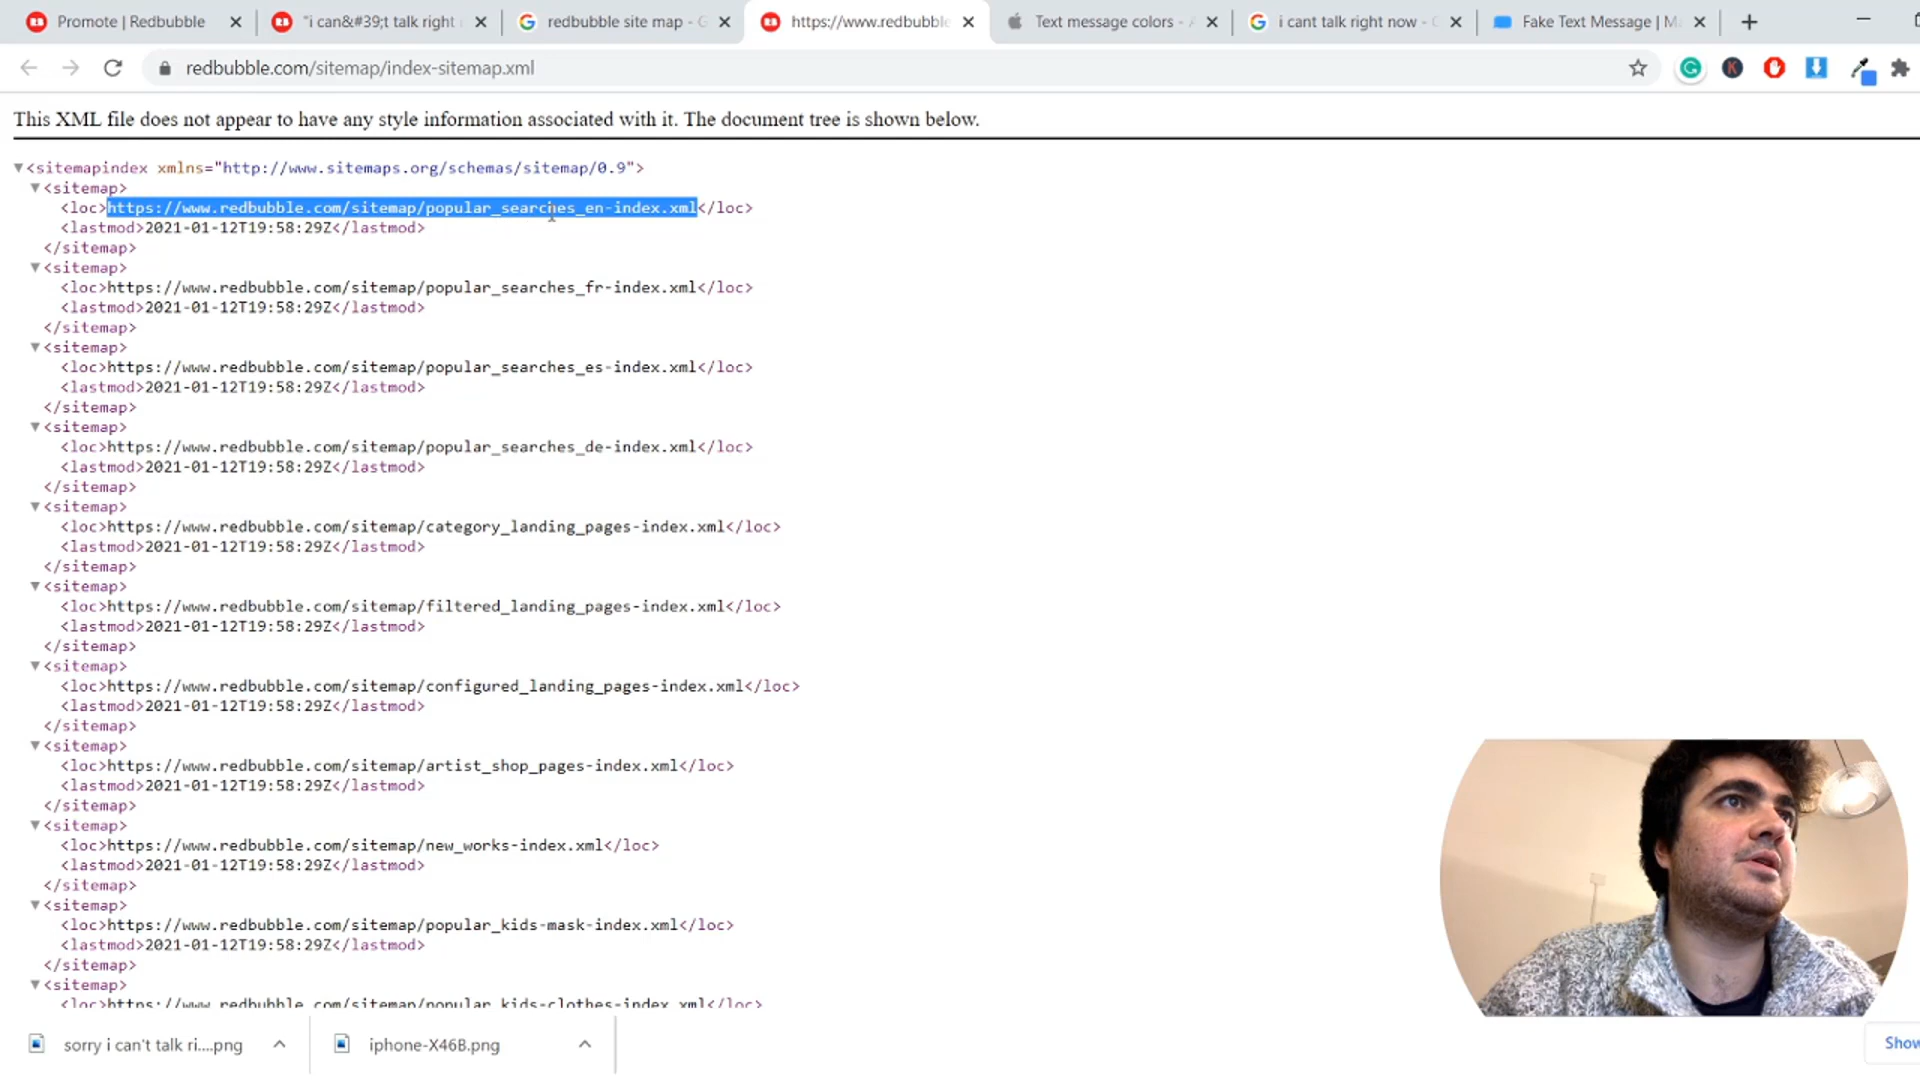 Promote | Redbubble
"i can&#39;t talk right
redbubble site map - G
https://www.redbubble
Text message colors - A
i cant talk right now - G
Fake Text Message | M
redbubble.com/sitemap/index-sitemap.xml
This XML file does not appear to have any style information associated with it. The document tree is shown below.
<sitemapindex xmlns="http://www.sitemaps.org/schemas/sitemap/0.9">
<sitemap>
<loc>https://www.redbubble.com/sitemap/popular_searches_en-index.xml</loc>
<lastmod>2021-01-12T19:58:29Z</lastmod>
</sitemap>
<sitemap>
<loc>https://www.redbubble.com/sitemap/popular_searches_fr-index.xml</loc>
<lastmod>2021-01-12T19:58:29Z</lastmod>
</sitemap>
<sitemap>
<loc>https://www.redbubble.com/sitemap/popular_searches_es-index.xml</loc>
<lastmod>2021-01-12T19:58:29Z</lastmod>
</sitemap>
<sitemap>
<loc>https://www.redbubble.com/sitemap/popular_searches_de-index.xml</loc>
<lastmod>2021-01-12T19:58:29Z</lastmod>
</sitemap>
<sitemap>
<loc>https://www.redbubble.com/sitemap/category_landing_pages-index.xml</loc>
<lastmod>2021-01-12T19:58:29Z</lastmod>
</sitemap>
<sitemap>
<loc>https://www.redbubble.com/sitemap/filtered_landing_pages-index.xml</loc>
<lastmod>2021-01-12T19:58:29Z</lastmod>
</sitemap>
<sitemap>
<loc>https://www.redbubble.com/sitemap/configured_landing_pages-index.xml</loc>
<lastmod>2021-01-12T19:58:29Z</lastmod>
</sitemap>
<sitemap>
<loc>https://www.redbubble.com/sitemap/artist_shop_pages-index.xml</loc>
<lastmod>2021-01-12T19:58:29Z</lastmod>
</sitemap>
<sitemap>
<loc>https://www.redbubble.com/sitemap/new_works-index.xml</loc>
<lastmod>2021-01-12T19:58:29Z</lastmod>
</sitemap>
<sitemap>
<loc>https://www.redbubble.com/sitemap/popular_kids-mask-index.xml</loc>
<lastmod>2021-01-12T19:58:29Z</lastmod>
</sitemap>
<sitemap>
<loc>https://www.redbubble.com/sitemap/popular_kids-clothes-index.xml</loc>
sorry i can't talk ri....png
iphone-X46B.png
Show